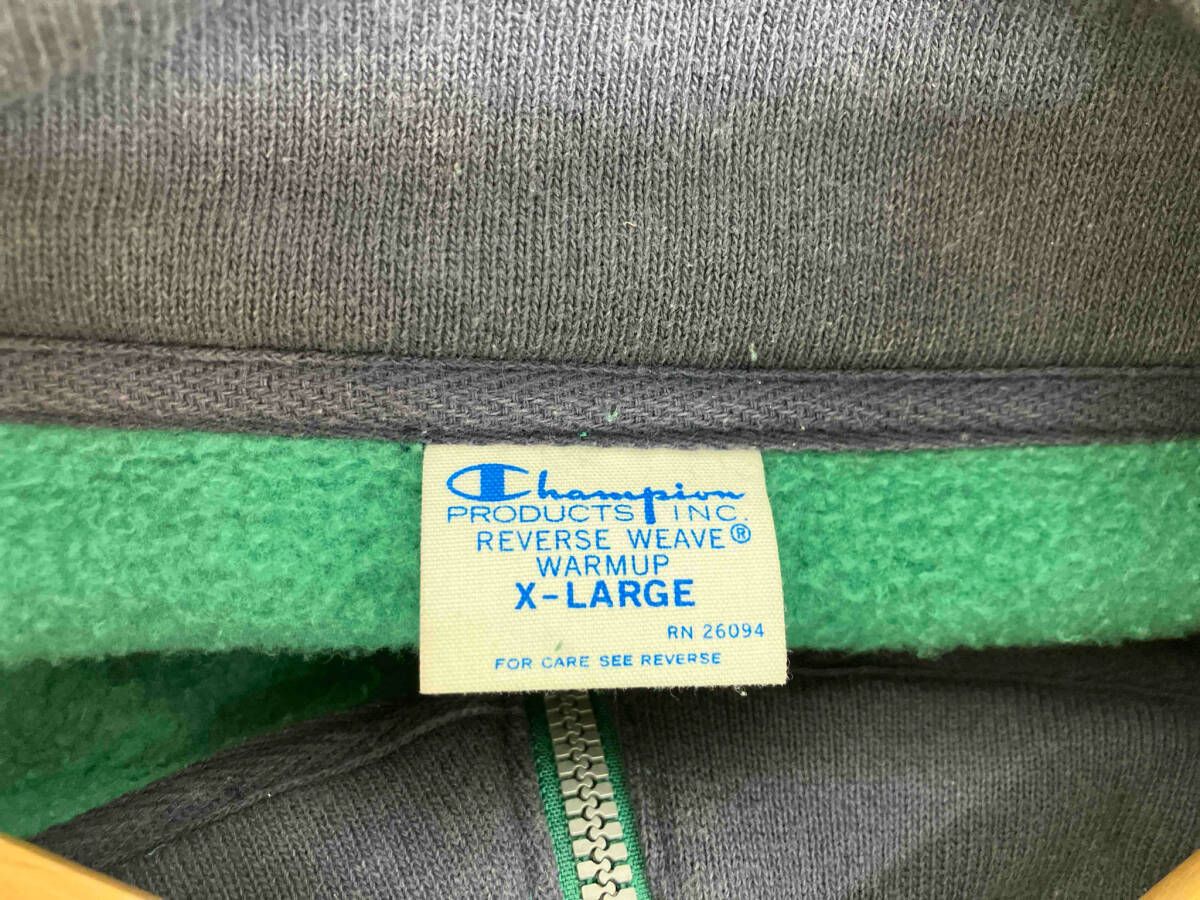 Champion
PRODUCTS INC.
REVERSE WEAVE®
WARMUP
X-LARGE
RN 26094
FOR CARE SEE REVERSE